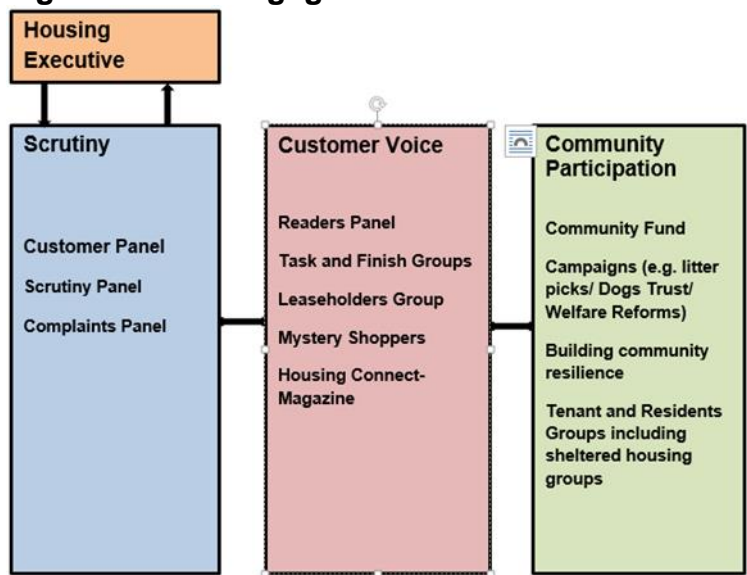 Housing
Executive
Scrutiny
Customer Panel
Scrutiny Panel
Complaints Panel
Customer Voice
Readers Panel
Task and Finish Groups
Leaseholders Group
Mystery Shoppers
Housing Connect-
Magazine
Community
Participation
Community Fund
Campaigns (e.g. litter
picks/ Dogs Trust/
Welfare Reforms)
Building community
resilience
Tenant and Residents
Groups including
sheltered housing
groups